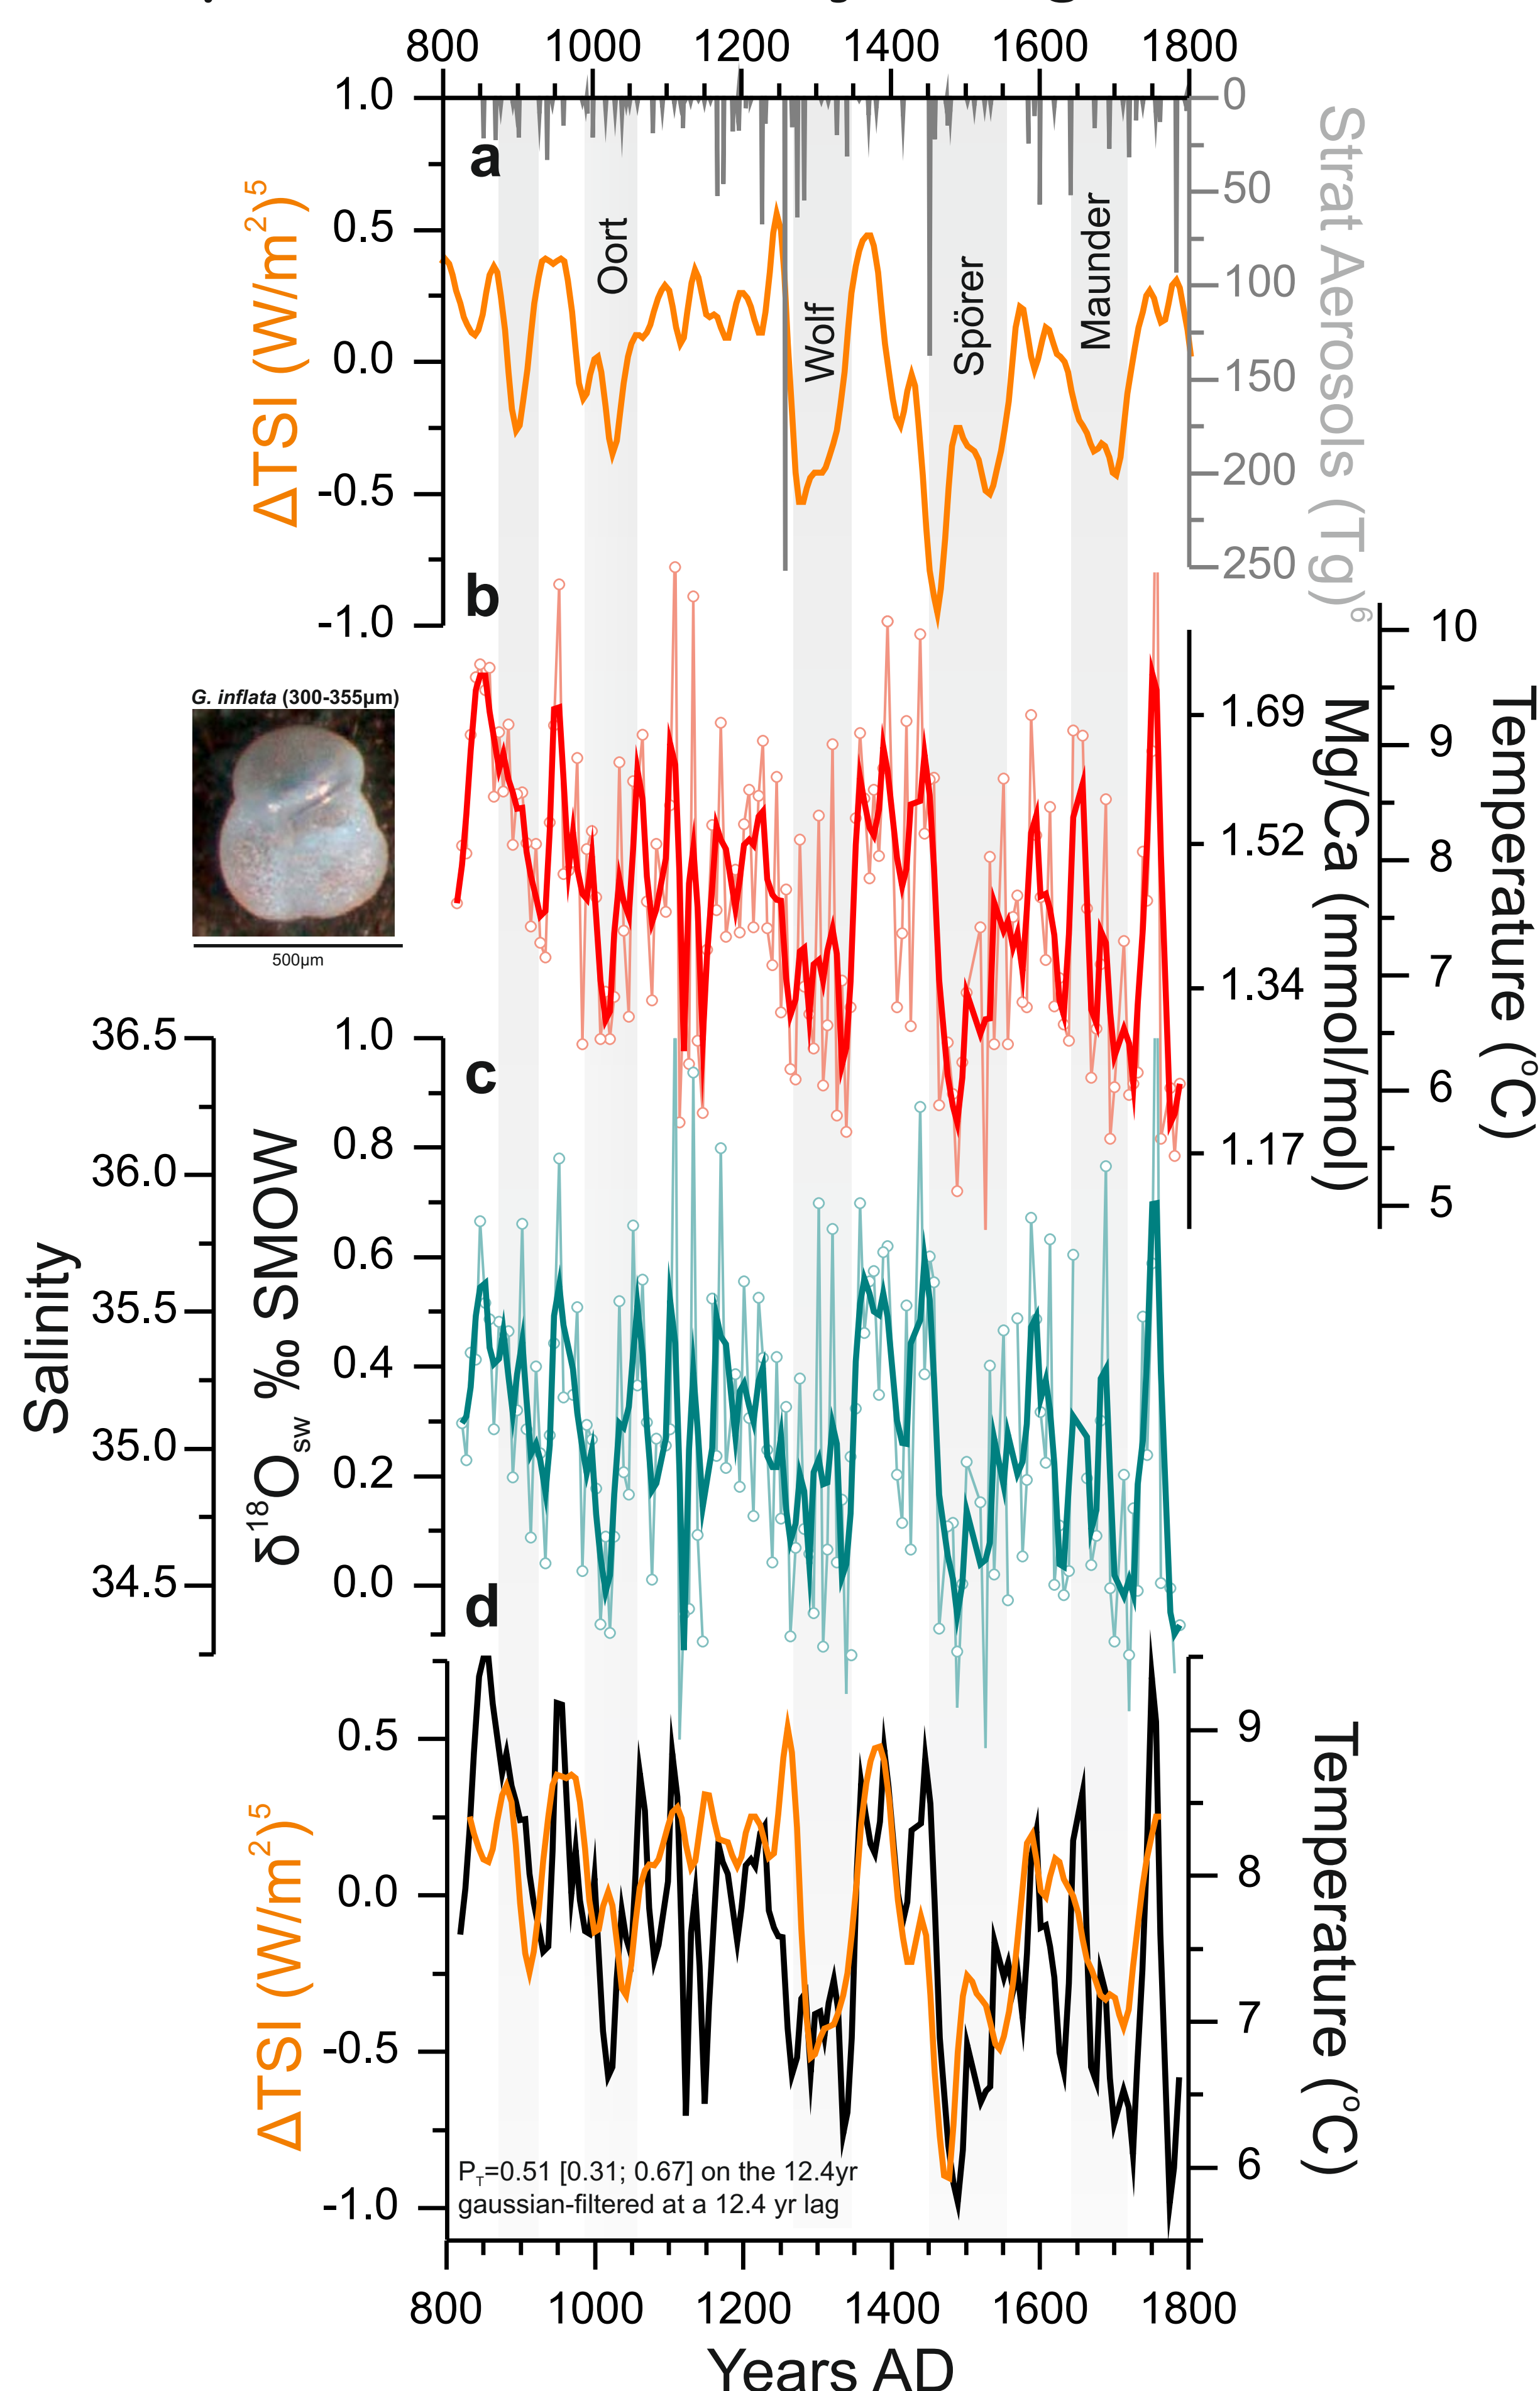 800 1000 1200 1400 1600 1800
1.0
0.5
0.0
-0.5
-1.0
ΔTSI (W/m²)⁵
a
Oort
Wolf
Spörer
Maunder
0
50
100
150
200
250
Strat Aerosols (Tg)⁶
b
G. inflata (300-355µm)
500µm
1.69
1.52
1.34
1.17
Mg/Ca (mmol/mol)
10
9
8
7
6
5
Temperature (ºC)
36.5
36.0
35.5
35.0
34.5
Salinity
1.0
0.8
0.6
0.4
0.2
0.0
δ¹⁸Osw ‰ SMOW
c
d
0.5
0.0
-0.5
-1.0
ΔTSI (W/m²)⁵
9
8
7
6
Temperature (ºC)
PT=0.51 [0.31; 0.67] on the 12.4yr
gaussian-filtered at a 12.4 yr lag
800 1000 1200 1400 1600 1800
Years AD